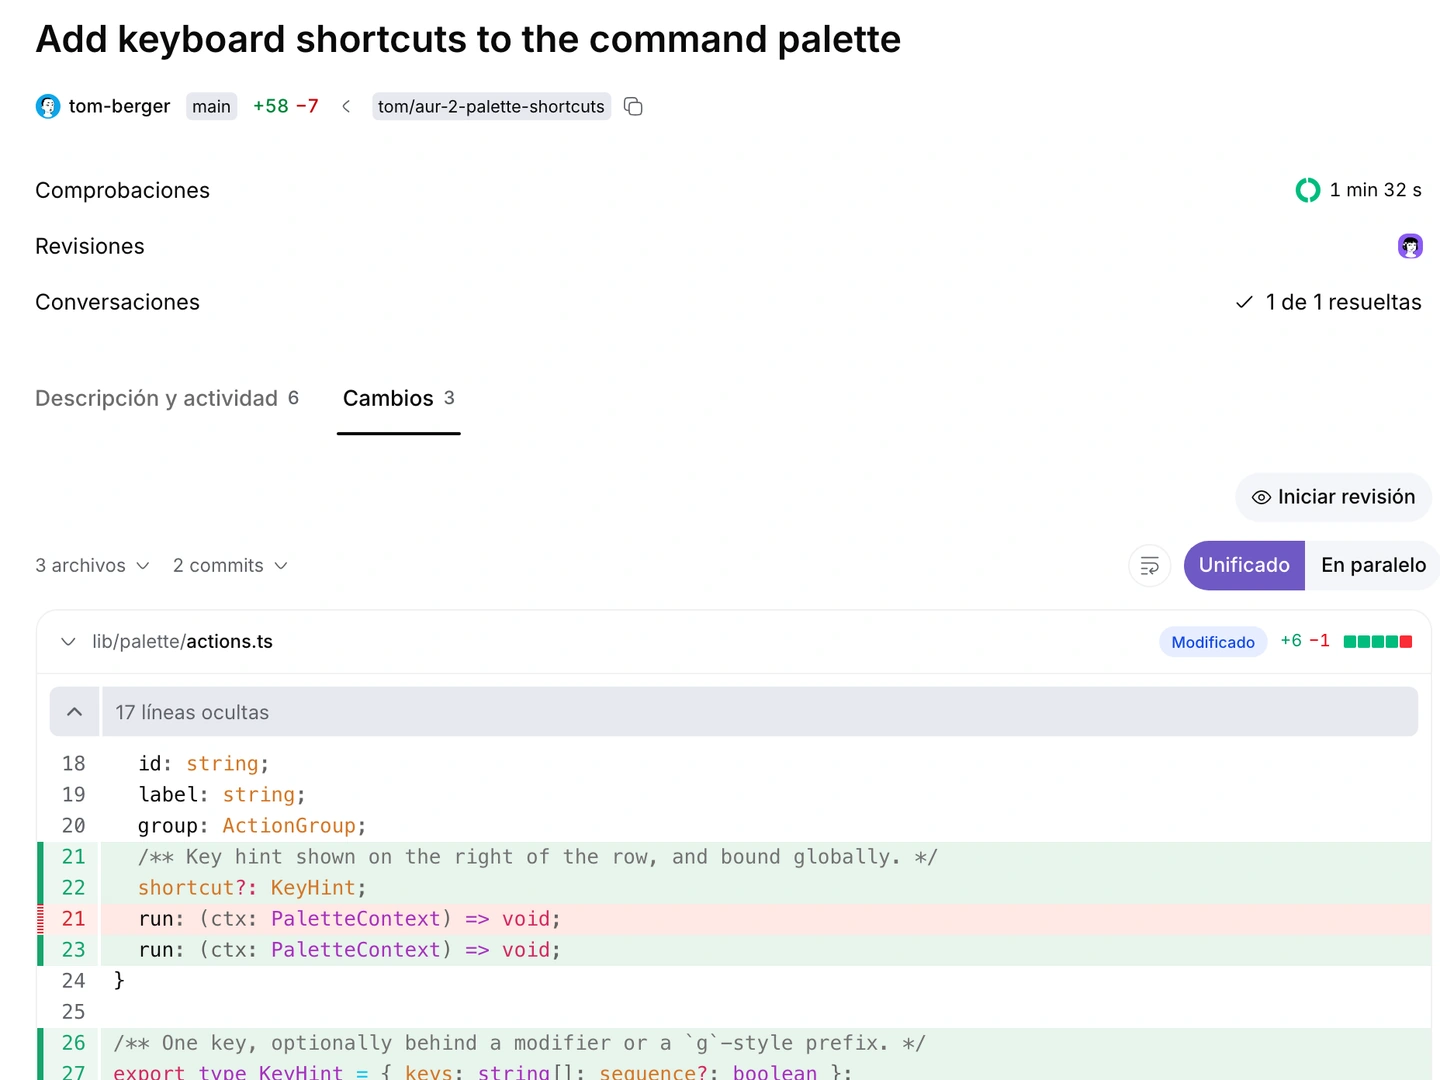 Add keyboard shortcuts to the command palette
tom-berger main +58 −7 tom/aur-2-palette-shortcuts
Comprobaciones 1 min 32 s
Revisiones
Conversaciones 1 de 1 resueltas
Descripción y actividad 6 Cambios 3
Iniciar revisión
3 archivos 2 commits Unificado En paralelo
lib/palette/actions.ts Modificado +6 −1
17 líneas ocultas
18 id: string;
19 label: string;
20 group: ActionGroup;
21 /** Key hint shown on the right of the row, and bound globally. */
22 shortcut?: KeyHint;
21 run: (ctx: PaletteContext) => void;
23 run: (ctx: PaletteContext) => void;
24 }
25
26 /** One key, optionally behind a modifier or a `g`-style prefix. */
27 export type KeyHint = { keys: string[]; sequence?: boolean };